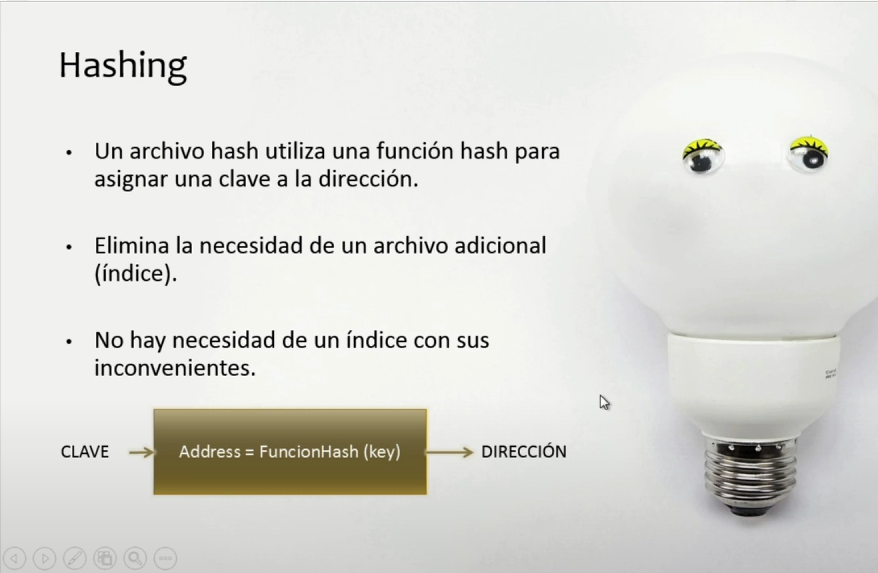 Hashing
• Un archivo hash utiliza una función hash para
asignar una clave a la dirección.
• Elimina la necesidad de un archivo adicional
(índice).
• No hay necesidad de un índice con sus
inconvenientes.
CLAVE
Address = FuncionHash (key)
DIRECCIÓN